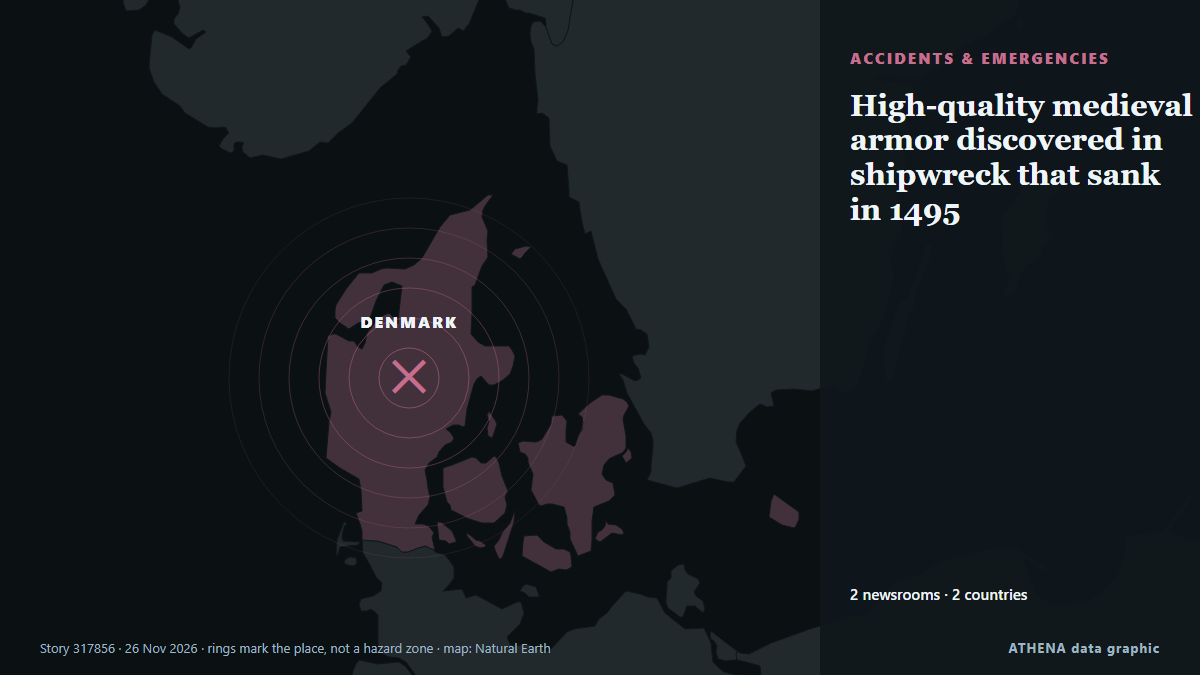 ACCIDENTS & EMERGENCIES
High-quality medieval
armor discovered in
shipwreck that sank
in 1495
DENMARK
2 newsrooms · 2 countries
Story 317856 · 26 Nov 2026 · rings mark the place, not a hazard zone · map: Natural Earth
ATHENA data graphic